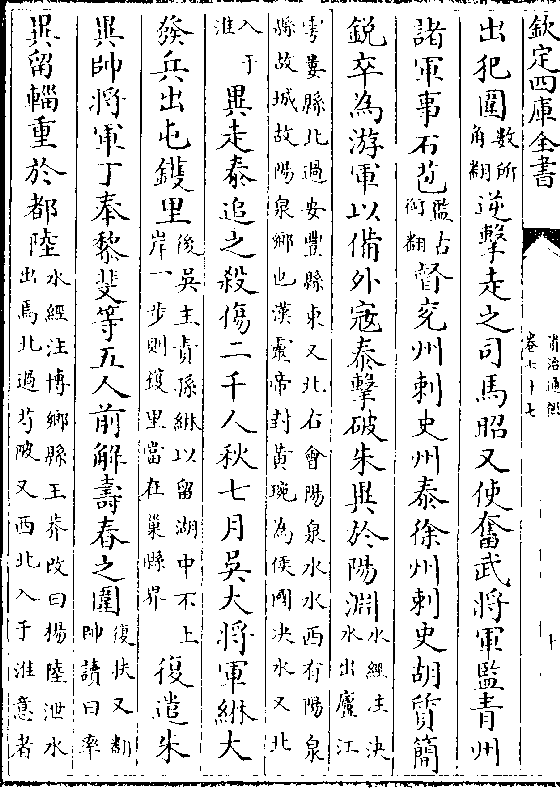 欽定四庫全書
資治通鑑
卷七十七
出犯圍數所角翻逆擊走之司馬昭又使奮武將軍監青州
諸軍事石苞監古銜翻督兗州刺史州泰徐州刺史胡質簡
鋭卒為游軍以備外寇泰擊破朱異於陽淵水經注決水出廬江
雩婁縣北過安豐縣東又北右會陽泉水水西有陽泉縣故城故陽泉鄉也漢靈帝封黄琬為侯國決水又北
入于淮異走泰追之殺傷二千人秋七月吳大將軍綝大
發兵出屯鑊里後吳主責孫綝以留湖中不上岸一步則鑊里當在巢縣界復遣朱
異帥將軍丁奉黎斐等五人前解壽春之圍復扶又翻帥讀曰率
異留輜重於都陸水經注博鄉縣王莽改曰楊陸泄水出焉北過芍陂又西北入于淮意者